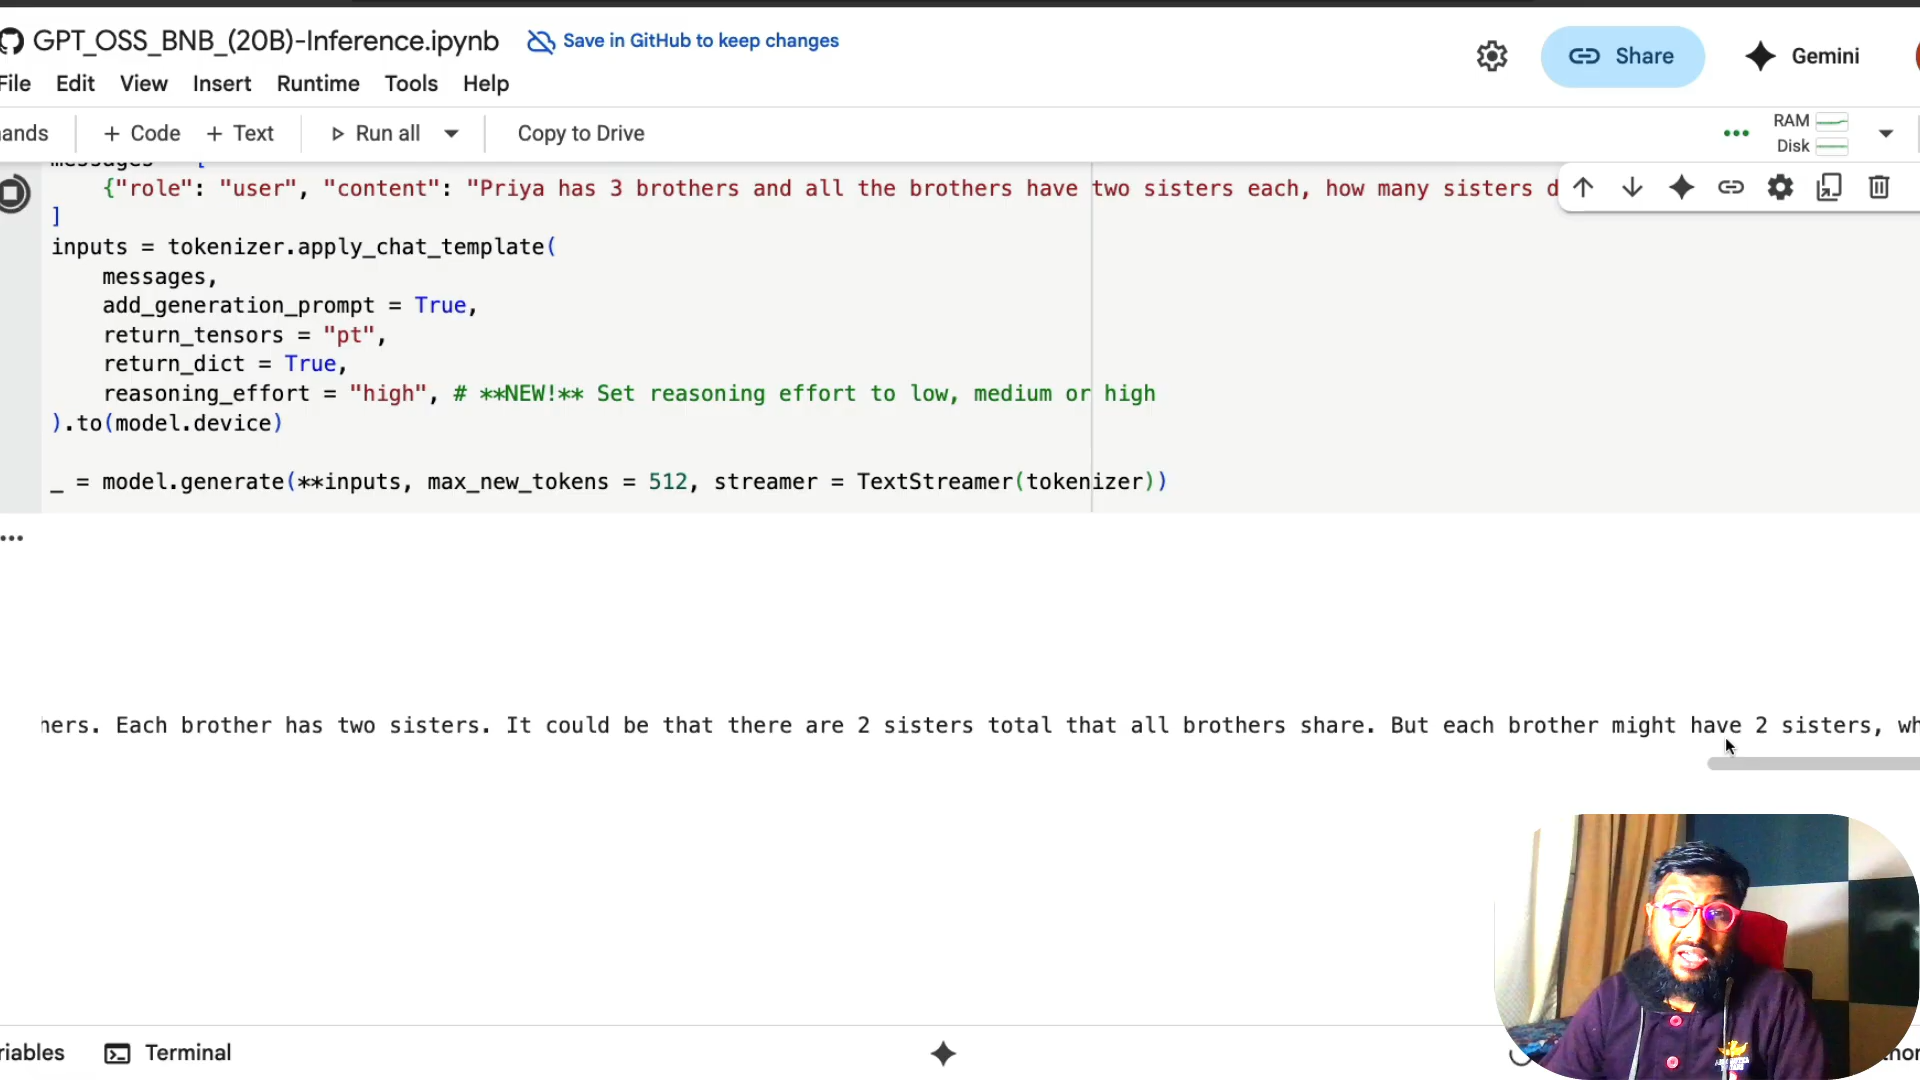 GPT_OSS_BNB_(20B)-Inference.ipynb
Save in GitHub to keep changes
Share
Gemini
File Edit View Insert Runtime Tools Help
ands
+ Code + Text
Run all
Copy to Drive
RAM
Disk
messages = [
{"role": "user", "content": "Priya has 3 brothers and all the brothers have two sisters each, how many sisters d
]
inputs = tokenizer.apply_chat_template(
messages,
add_generation_prompt = True,
return_tensors = "pt",
return_dict = True,
reasoning_effort = "high", # **NEW!** Set reasoning effort to low, medium or high
).to(model.device)
_ = model.generate(**inputs, max_new_tokens = 512, streamer = TextStreamer(tokenizer))
hers. Each brother has two sisters. It could be that there are 2 sisters total that all brothers share. But each brother might have 2 sisters, wh
riables
Terminal